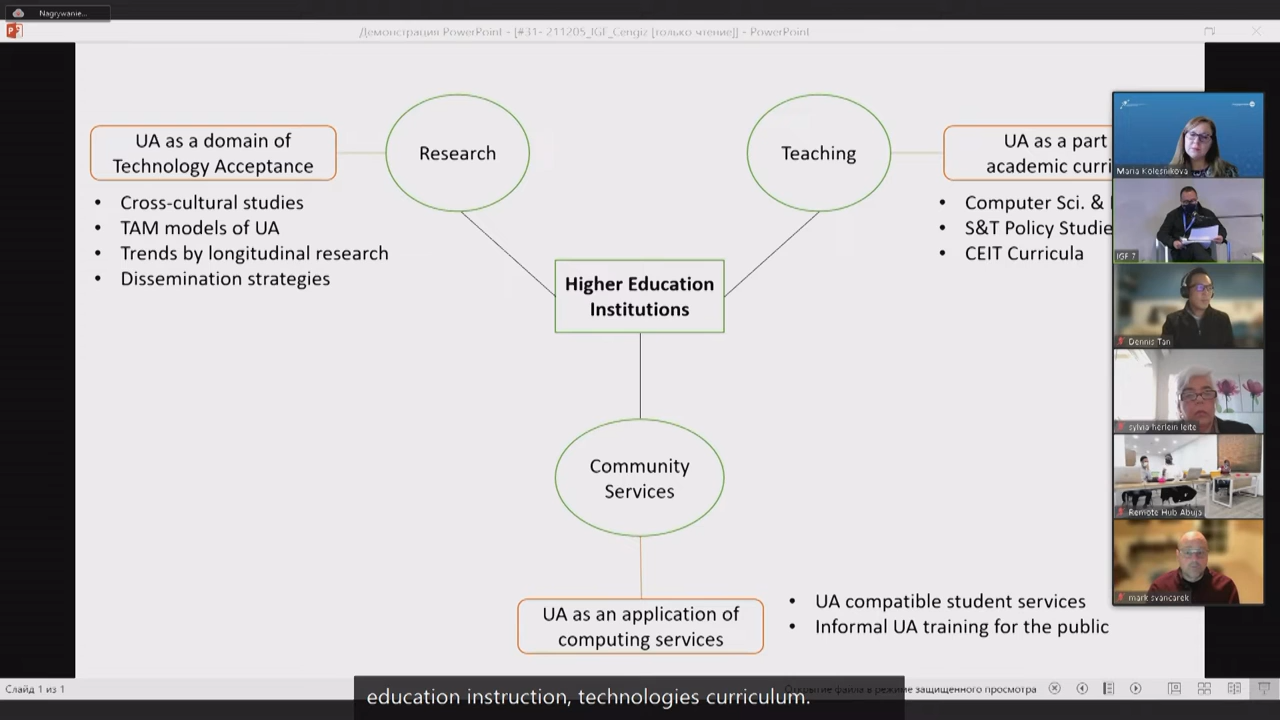 Nagrywanie...
Демонстрация PowerPoint - [#31- 211205_IGF_Cengiz [только чтение]] - PowerPoint
UA as a domain of
Technology Acceptance
Research
Teaching
UA as a part
academic curri
• Cross-cultural studies
• TAM models of UA
• Trends by longitudinal research
• Dissemination strategies
• Computer Sci. &
• S&T Policy Studie
• CEIT Curricula
Higher Education
Institutions
Community
Services
UA as an application of
computing services
• UA compatible student services
• Informal UA training for the public
Maria Kolesnikova
IGF 7
Dennis Tan
sylvia herlein leite
Remote Hub Abuja
mark svancarek
Слайд 1 из 1
education instruction, technologies curriculum.
файла в режиме защищенного просмотра